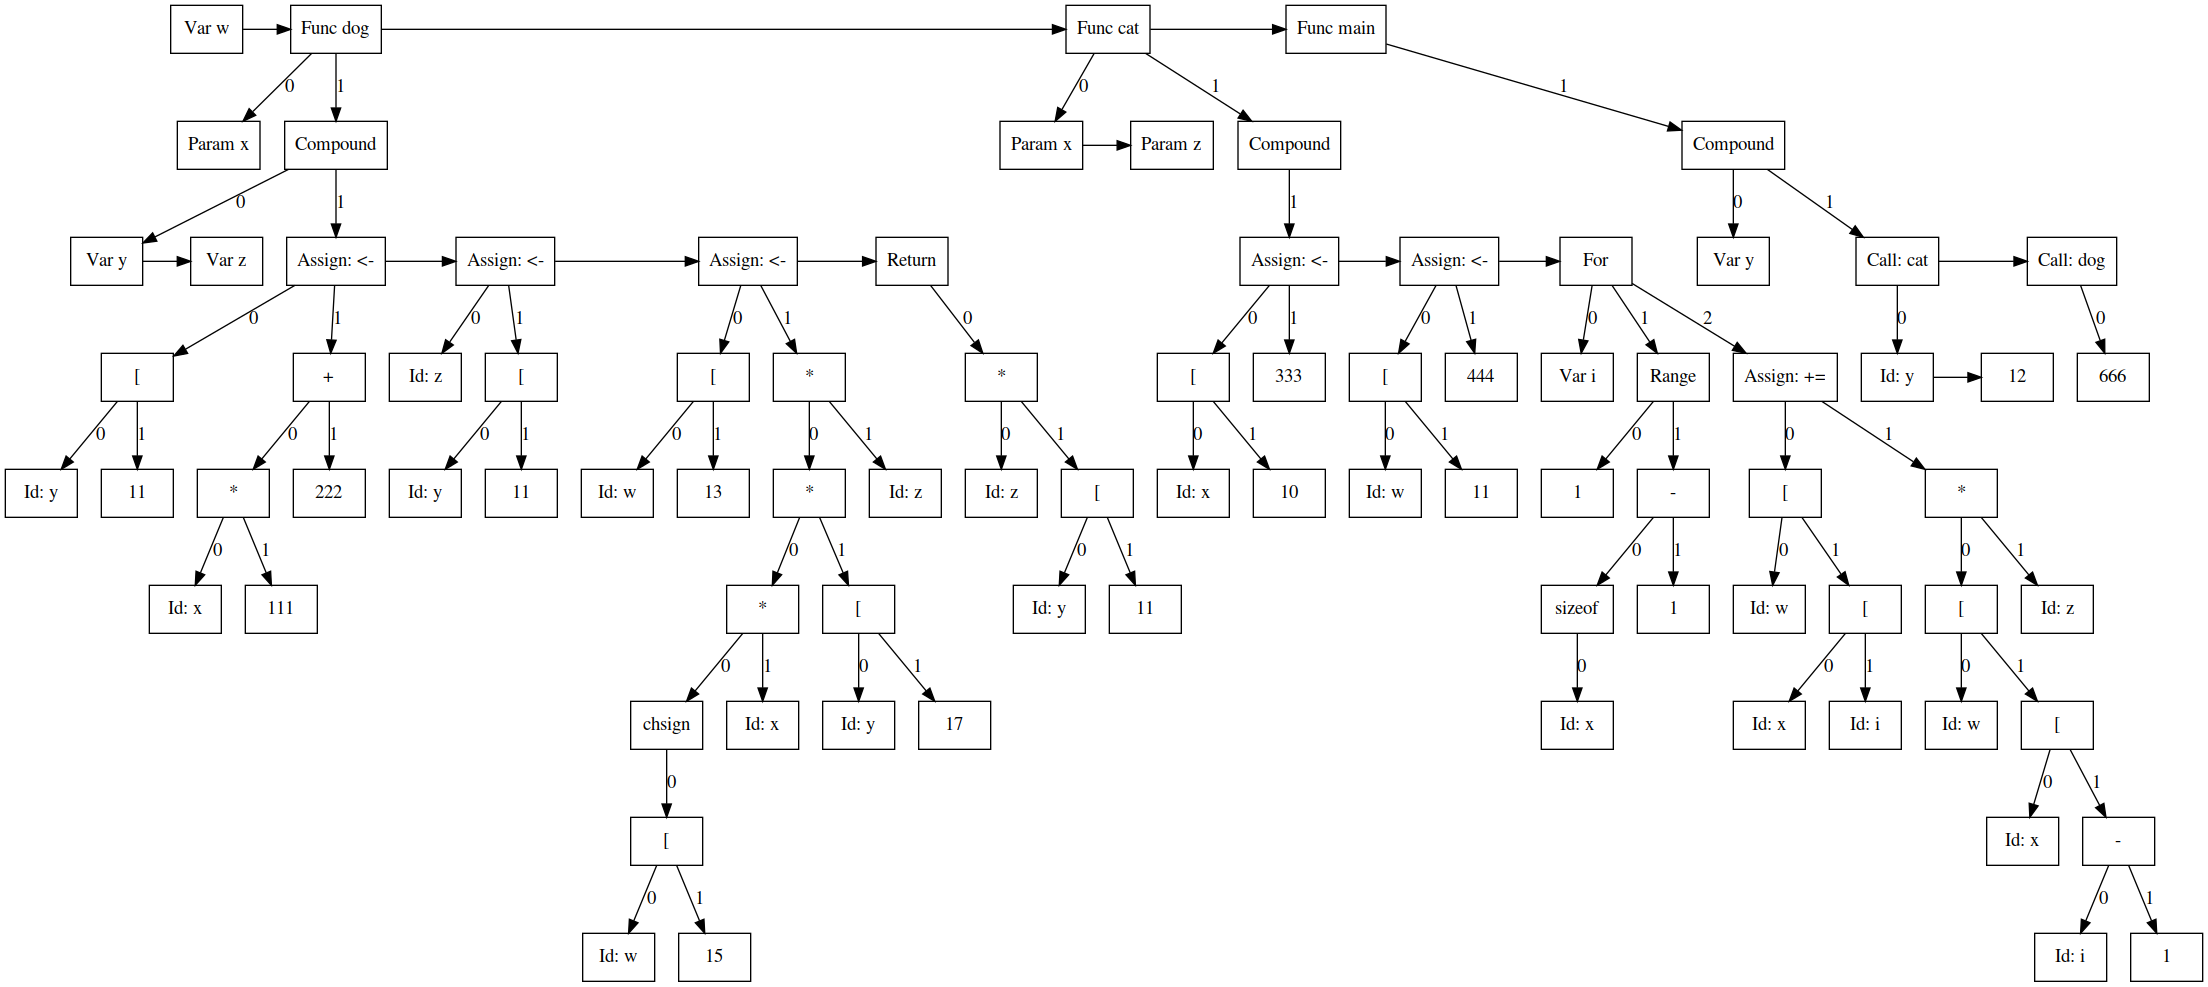 Var w
Func dog
Func cat
Func main
0
1
0
1
1
Param x
Compound
Param x
Param z
Compound
Compound
0
1
1
0
1
Var y
Var z
Assign: <-
Assign: <-
Assign: <-
Return
Assign: <-
Assign: <-
For
Var y
Call: cat
Call: dog
0
1
0
1
0
1
0
0
1
0
1
0
1
2
0
0
[
+
Id: z
[
[
*
*
[
333
[
444
Var i
Range
Assign: +=
Id: y
12
666
0
1
0
1
0
1
0
1
0
1
0
1
0
1
0
1
0
1
0
1
Id: y
11
*
222
Id: y
11
Id: w
13
*
Id: z
Id: z
[
Id: x
10
Id: w
11
1
-
[
*
0
1
0
1
0
1
0
1
0
1
0
1
Id: x
111
*
[
Id: y
11
sizeof
1
Id: w
[
[
Id: z
0
1
0
1
0
0
1
0
1
chsign
Id: x
Id: y
17
Id: x
Id: x
Id: i
Id: w
[
0
0
1
[
Id: x
-
0
1
0
1
Id: w
15
Id: i
1